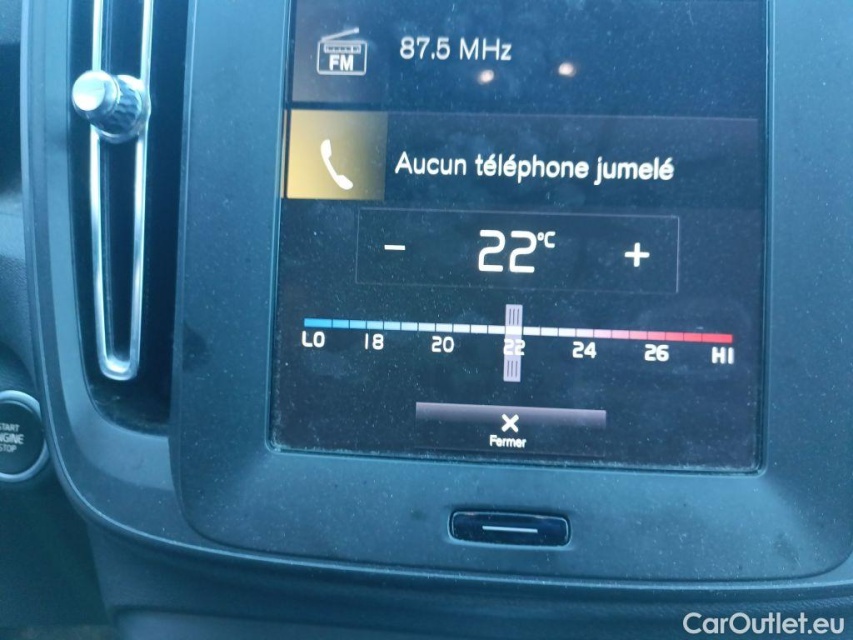 FM
87.5 MHz
Aucun téléphone jumelé
− 22°C +
LO 18 20 22 24 26 HI
Fermer
START
ENGINE
STOP
CarOutlet.eu